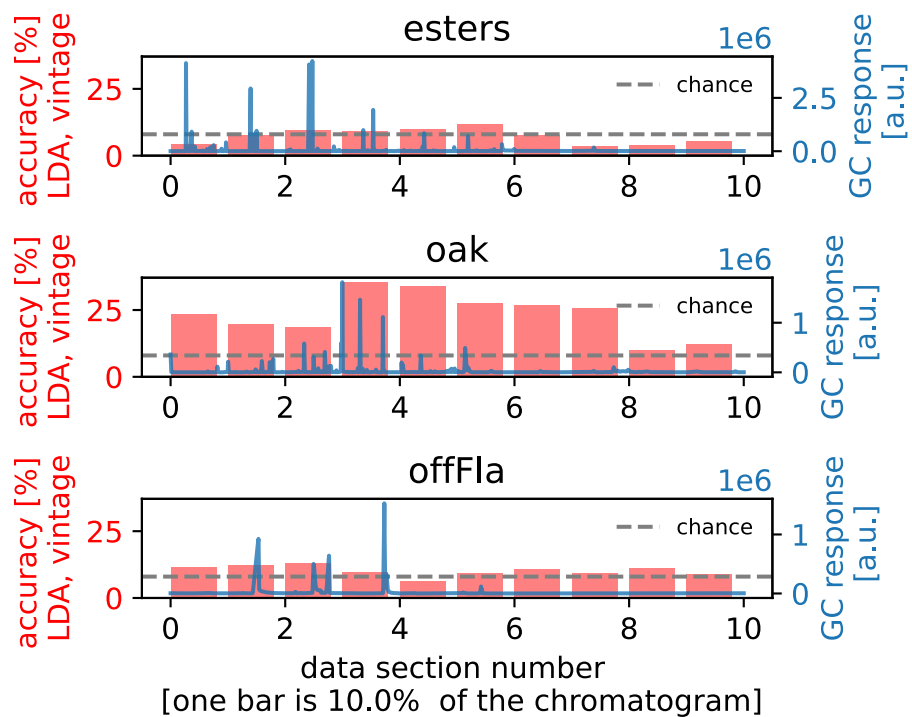 esters
1e6
accuracy [%]
LDA, vintage
25
0
chance
2.5
0.0
GC response
[a.u.]
0 2 4 6 8 10
oak
1e6
accuracy [%]
LDA, vintage
25
0
chance
1
0
GC response
[a.u.]
0 2 4 6 8 10
offFla
1e6
accuracy [%]
LDA, vintage
25
0
chance
1
0
GC response
[a.u.]
0 2 4 6 8 10
data section number
[one bar is 10.0% of the chromatogram]